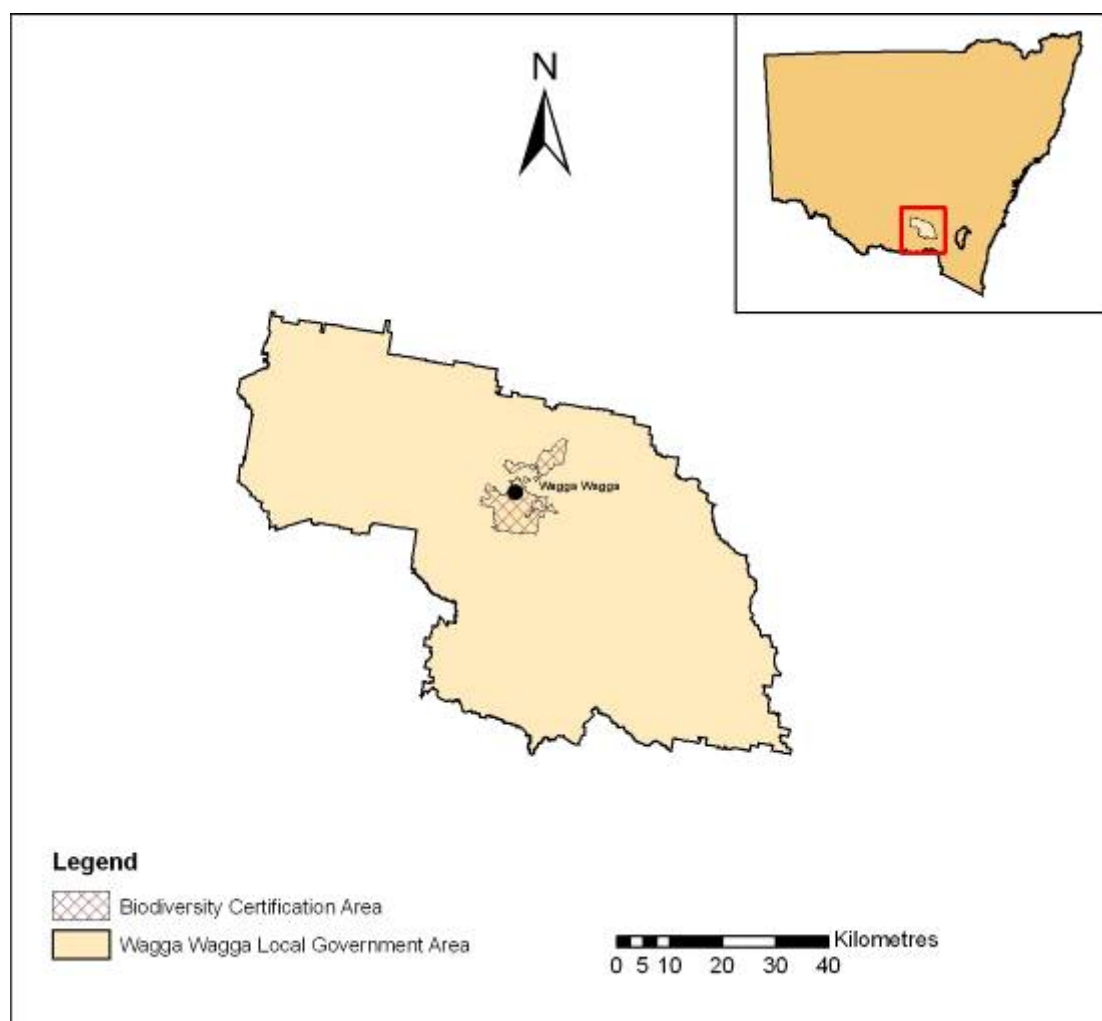 N
Wagga Wagga
Legend
Biodiversity Certification Area
Wagga Wagga Local Government Area
Kilometres
0 5 10 20 30 40